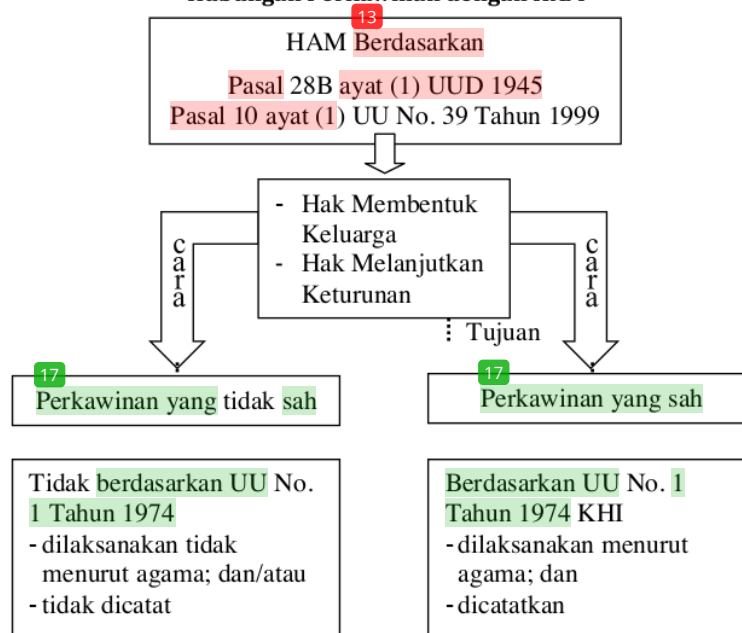 13
HAM Berdasarkan
Pasal 28B ayat (1) UUD 1945
Pasal 10 ayat (1) UU No. 39 Tahun 1999
- Hak Membentuk
Keluarga
- Hak Melanjutkan
Keturunan
cara
cara
Tujuan
17
Perkawinan yang tidak sah
17
Perkawinan yang sah
Tidak berdasarkan UU No.
1 Tahun 1974
- dilaksanakan tidak
menurut agama; dan/atau
- tidak dicatat
Berdasarkan UU No. 1
Tahun 1974 KHI
- dilaksanakan menurut
agama; dan
- dicatatkan